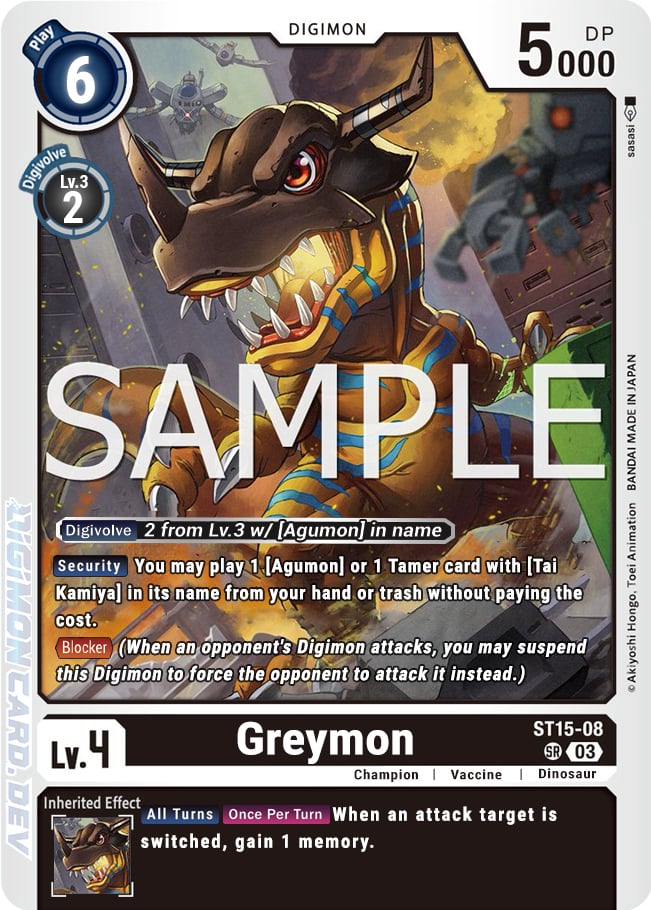 DIGIMON
Play
6
5000
DP
Digivolve
Lv.3
2
sasasi
SAMPLE
Digivolve 2 from Lv.3 w/ [Agumon] in name
Security You may play 1 [Agumon] or 1 Tamer card with [Tai
Kamiya] in its name from your hand or trash without paying the
cost.
Blocker (When an opponent's Digimon attacks, you may suspend
this Digimon to force the opponent to attack it instead.)
© Akiyoshi Hongo, Toei Animation BANDAI MADE IN JAPAN
DIGIMONCARD.DEV
Lv.4
Greymon
ST15-08
SR 03
Champion | Vaccine | Dinosaur
Inherited Effect
All Turns Once Per Turn When an attack target is
switched, gain 1 memory.